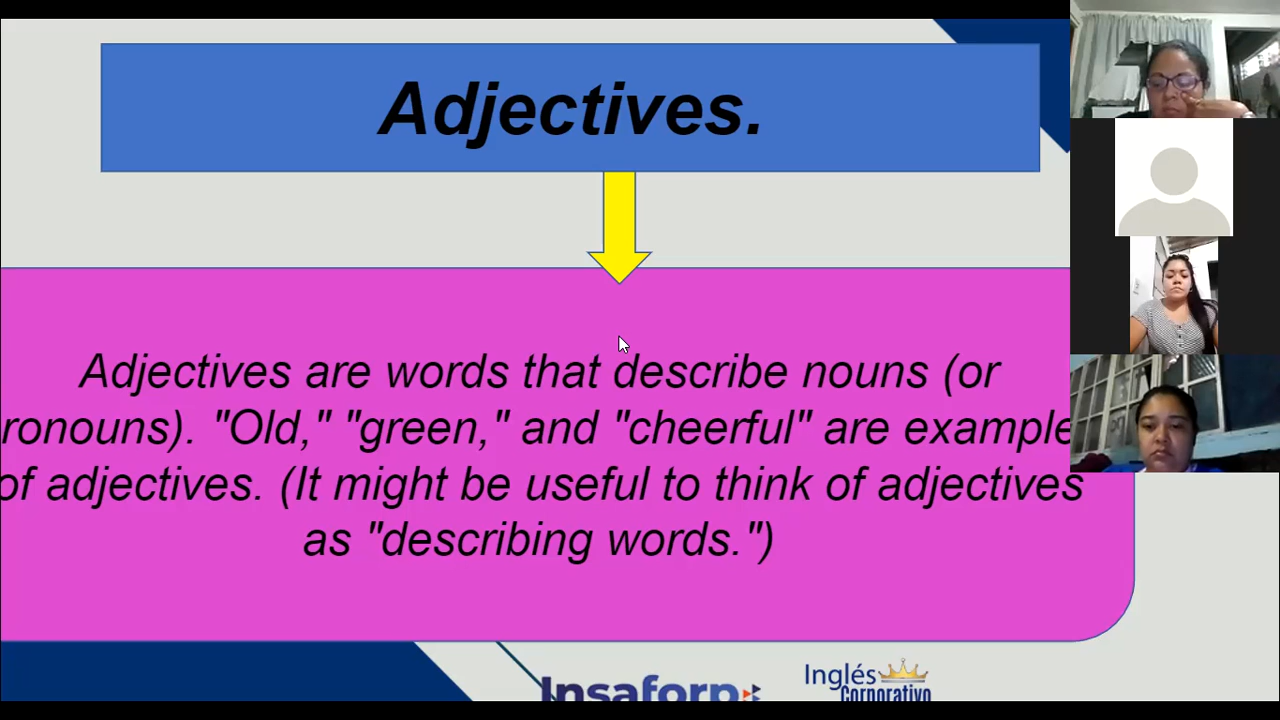 Adjectives.
Adjectives are words that describe nouns (or
ronouns). "Old," "green," and "cheerful" are example
of adjectives. (It might be useful to think of adjectives
as "describing words.")
Insaforp
Inglés
Corporativo